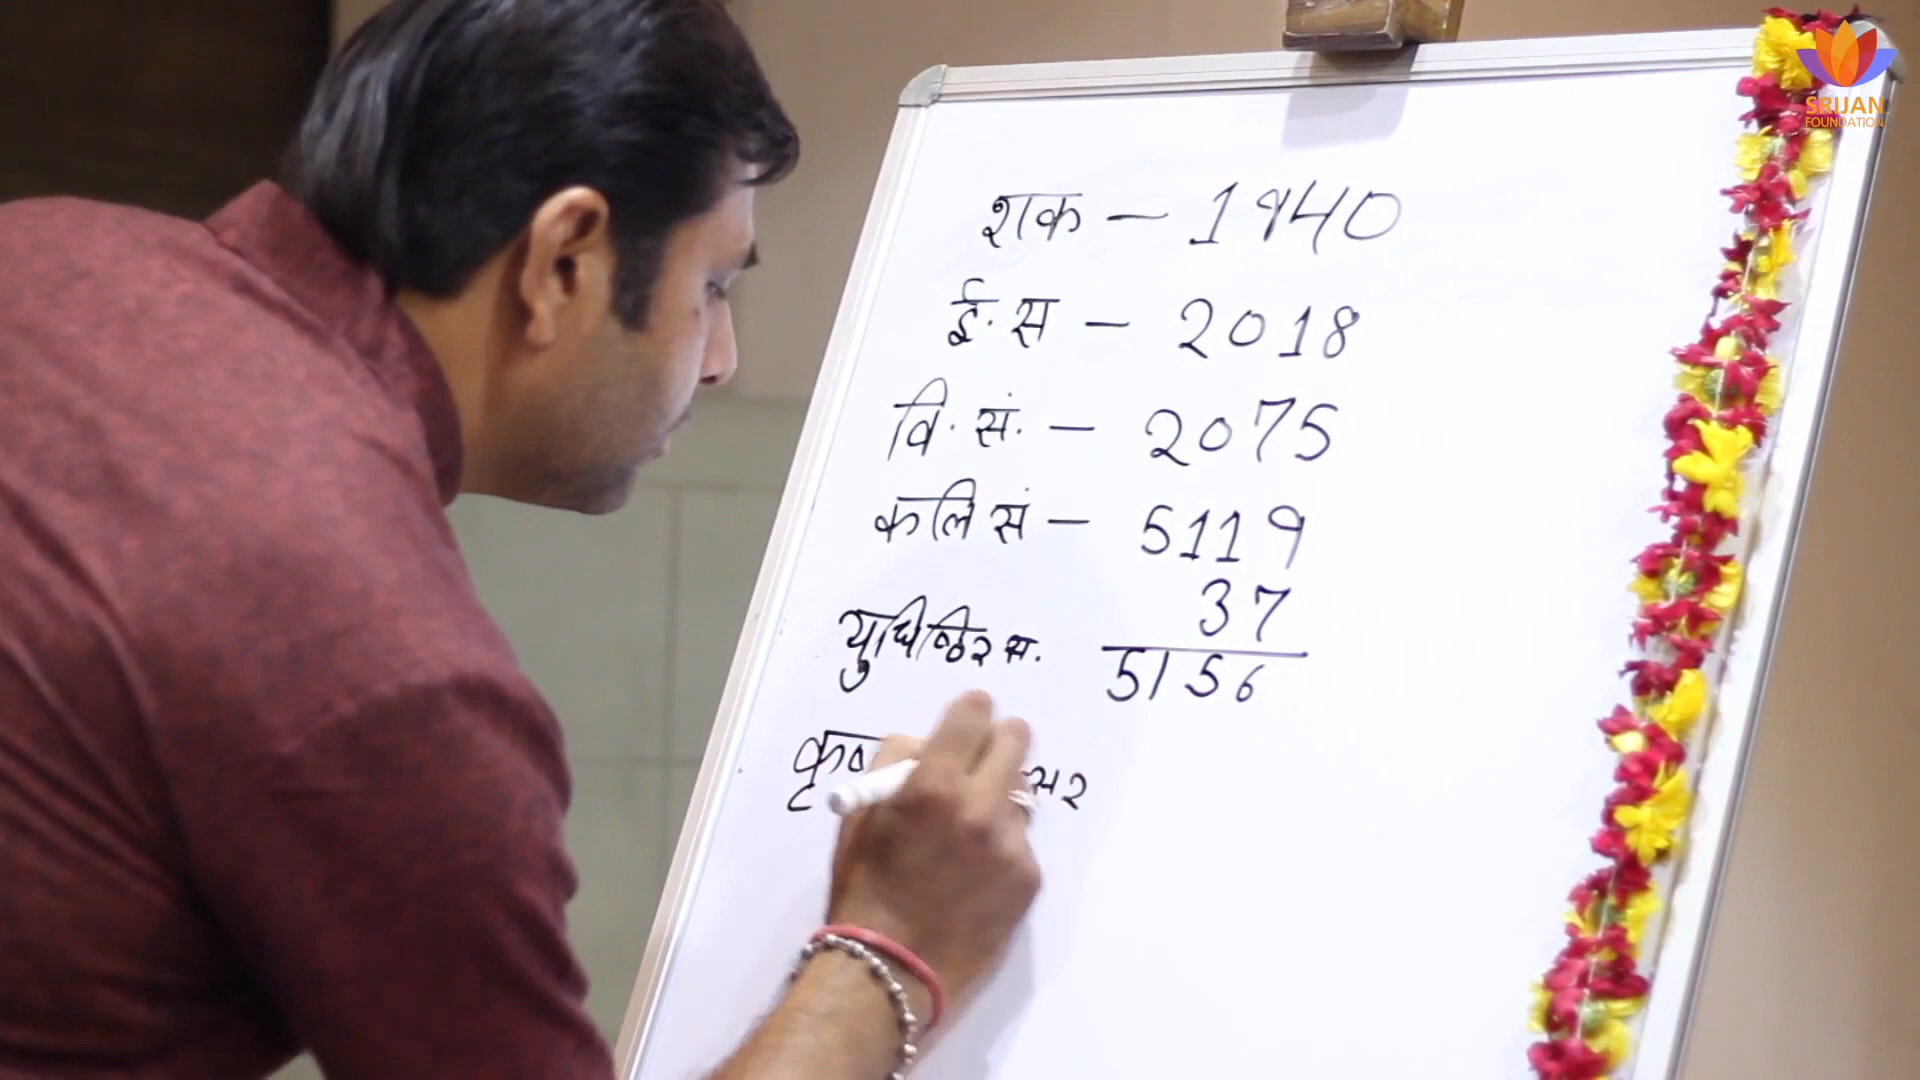 SRIJAN
FOUNDATION
शक — 1940
ई. स — 2018
वि. सं. — 2075
कलि सं — 5119
37
युधिष्ठिर स. 5156